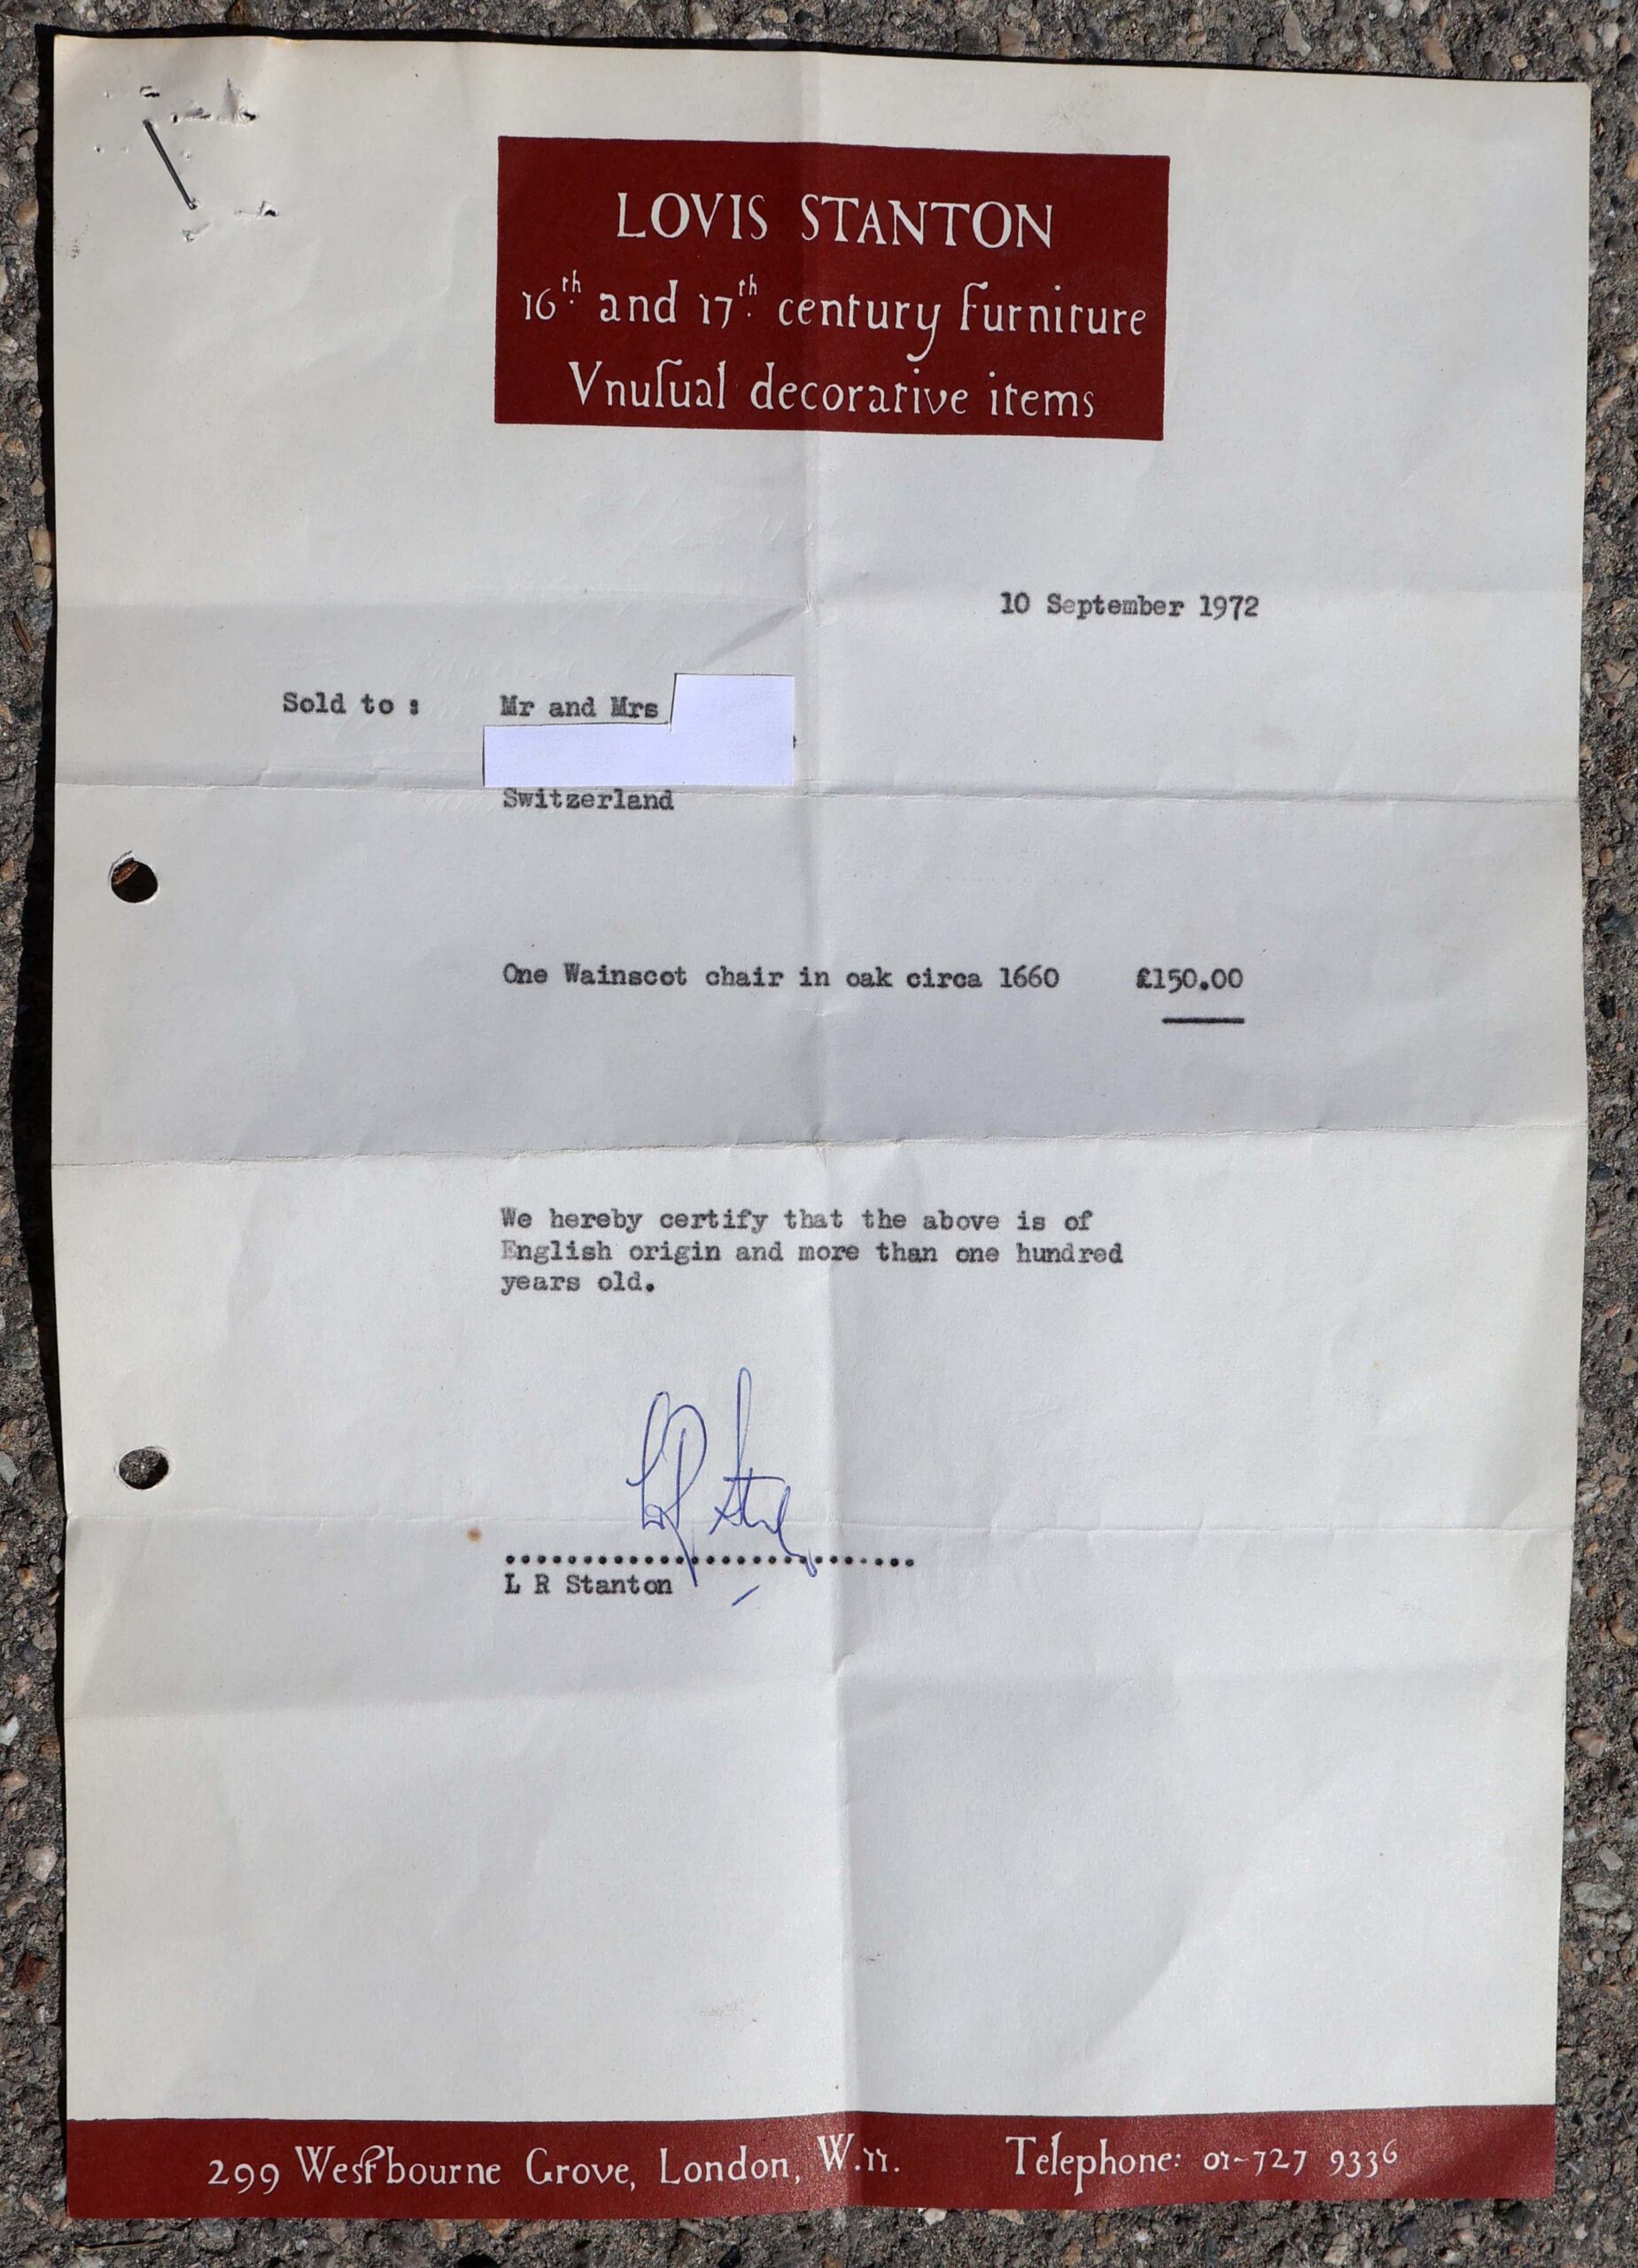 LOVIS STANTON
16th and 17th century furniture
Vnuſual decorative items
10 September 1972
Sold to : Mr and Mrs
Switzerland
One Wainscot chair in oak circa 1660 £150.00
We hereby certify that the above is of
English origin and more than one hundred
years old.
L R Stanton
299 Westbourne Grove, London, W.11. Telephone: 01-727 9336